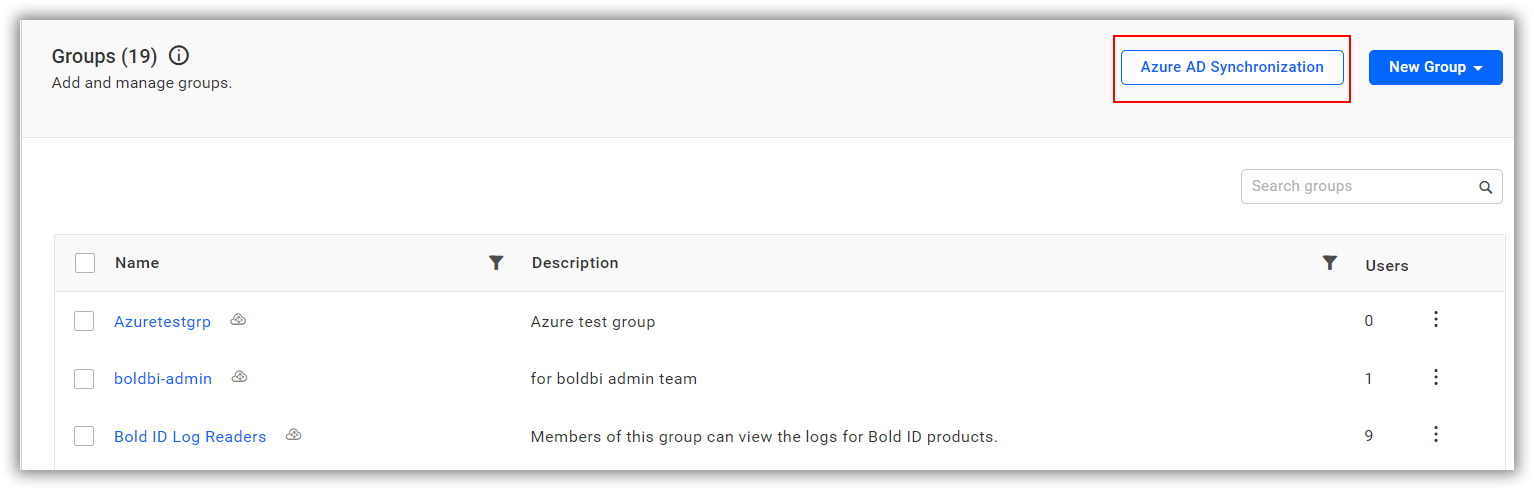 Groups (19)
Add and manage groups.
Azure AD Synchronization
New Group
Search groups
Name Description Users
Azuretestgrp Azure test group 0
boldbi-admin for boldbi admin team 1
Bold ID Log Readers Members of this group can view the logs for Bold ID products. 9